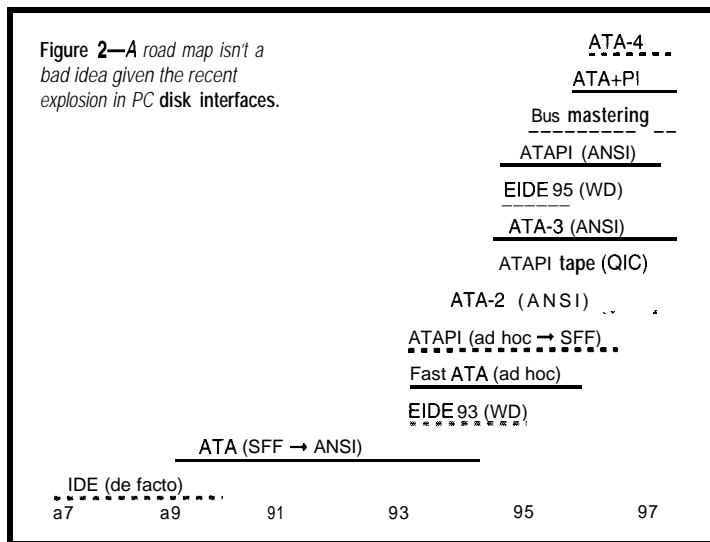 Figure 2—A road map isn't a
bad idea given the recent
explosion in PC disk interfaces.
ATA-4
ATA+PI
Bus mastering
ATAPI (ANSI)
EIDE 95 (WD)
ATA-3 (ANSI)
ATAPI tape (QIC)
ATA-2 (ANSI)
ATAPI (ad hoc → SFF)
Fast ATA (ad hoc)
EIDE 93 (WD)
ATA (SFF → ANSI)
IDE (de facto)
a7 a9 91 93 95 97